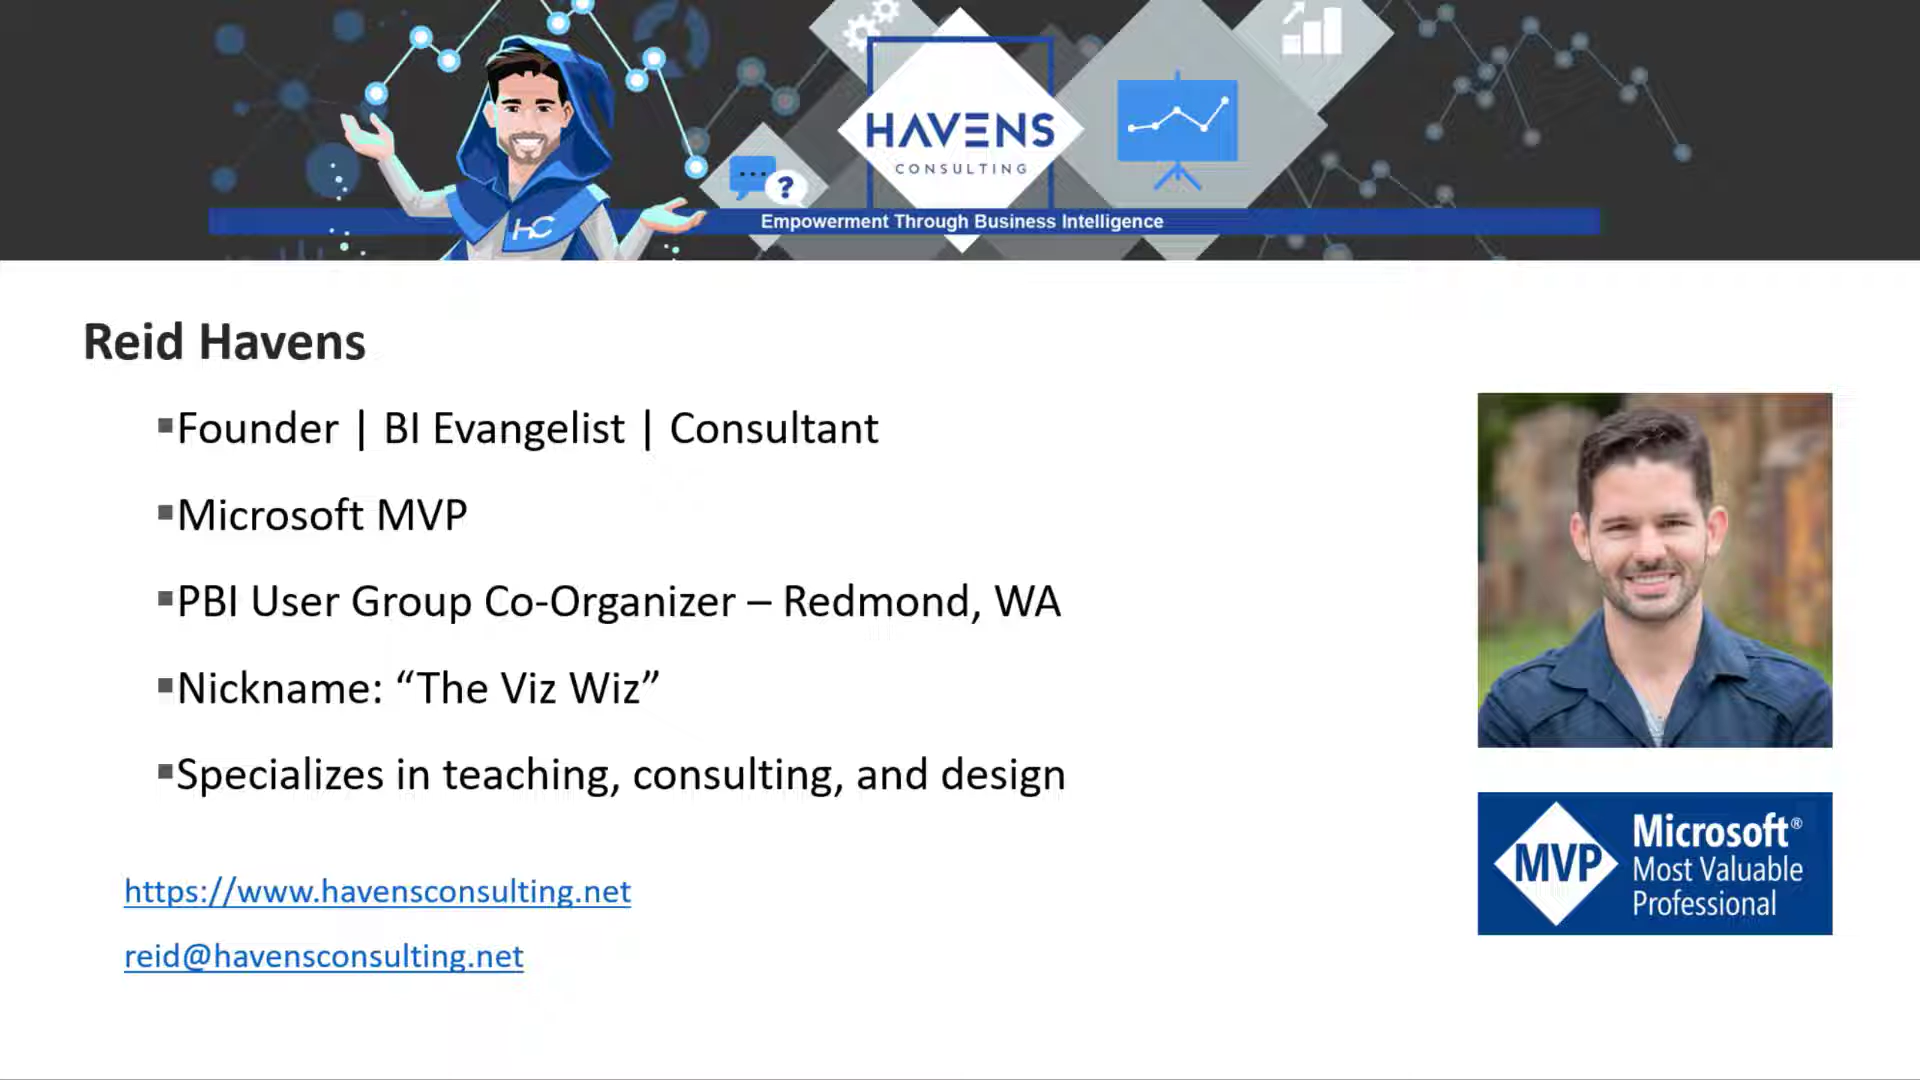 HAVENS
CONSULTING
...
?
HC
Empowerment Through Business Intelligence
Reid Havens
▪Founder | BI Evangelist | Consultant
▪Microsoft MVP
▪PBI User Group Co-Organizer – Redmond, WA
▪Nickname: “The Viz Wiz”
▪Specializes in teaching, consulting, and design
https://www.havensconsulting.net
reid@havensconsulting.net
MVP
Microsoft®
Most Valuable
Professional